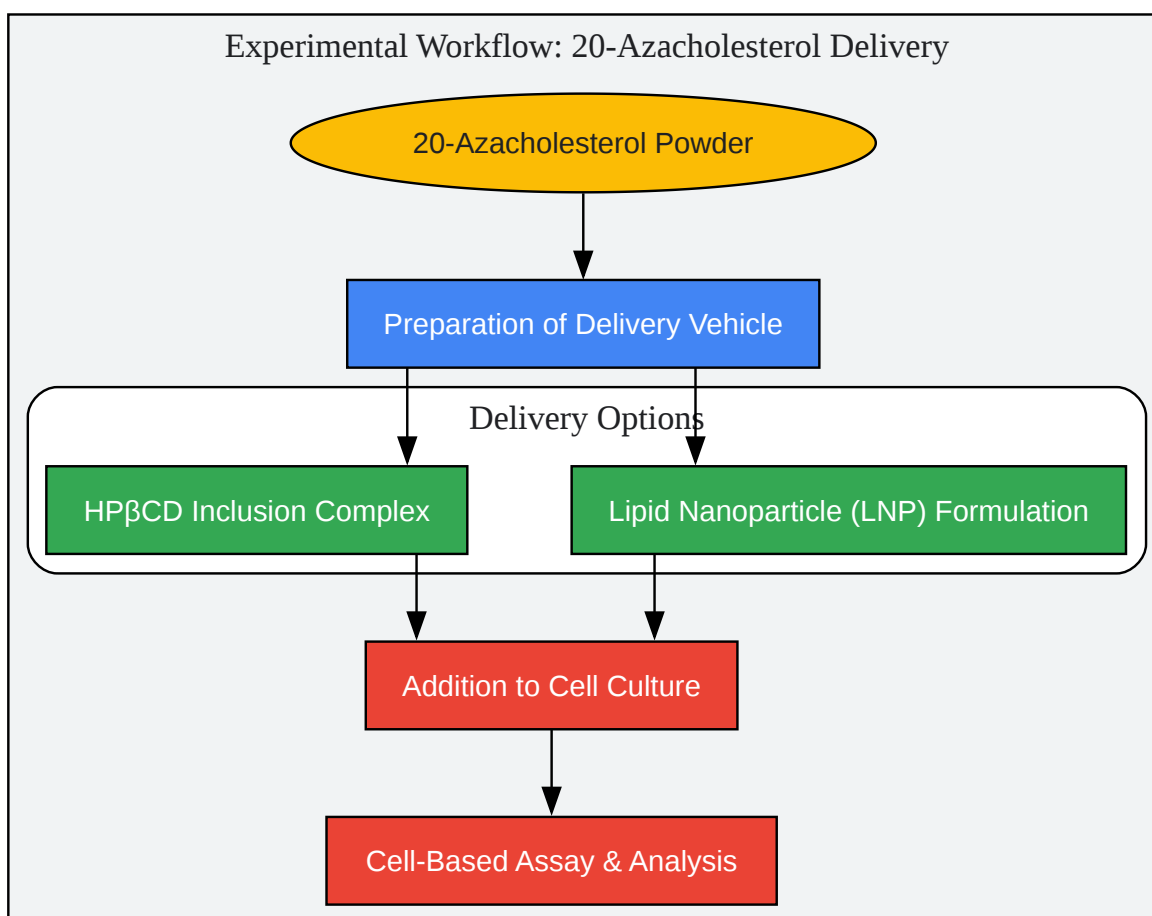 Experimental Workflow: 20-Azacholesterol Delivery
20-Azacholesterol Powder
Preparation of Delivery Vehicle
Delivery Options
HPβCD Inclusion Complex
Lipid Nanoparticle (LNP) Formulation
Addition to Cell Culture
Cell-Based Assay & Analysis